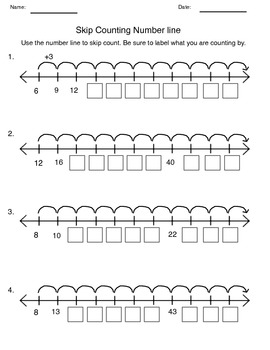 Name: Date:
Skip Counting Number line
Use the number line to skip count. Be sure to label what you are counting by.
1. +3
6 9 12
2.
12 16 40
3.
8 10 22
4.
8 13 43